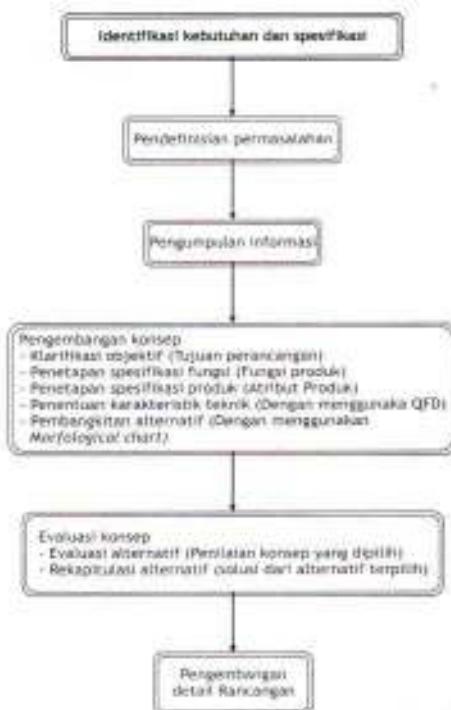 Identifikasi kebutuhan dan spesifikasi
Pendefinisian permasalahan
Pengumpulan Informasi
Pengembangan konsep
- Klarifikasi objektif (Tujuan perancangan)
- Penetapan spesifikasi fungsi (Fungsi produk)
- Penetapan spesifikasi produk (Atribut Produk)
- Penentuan karakteristik teknik (Dengan menggunaka QFD)
- Pembangkitan alternatif (Dengan menggunakan
Morfological chart)
Evaluasi konsep
- Evaluasi alternatif (Penilaian konsep yang dipilih)
- Rekapitulasi alternatif (solusi dari alternatif terpilih)
Pengembangan
detail Rancangan